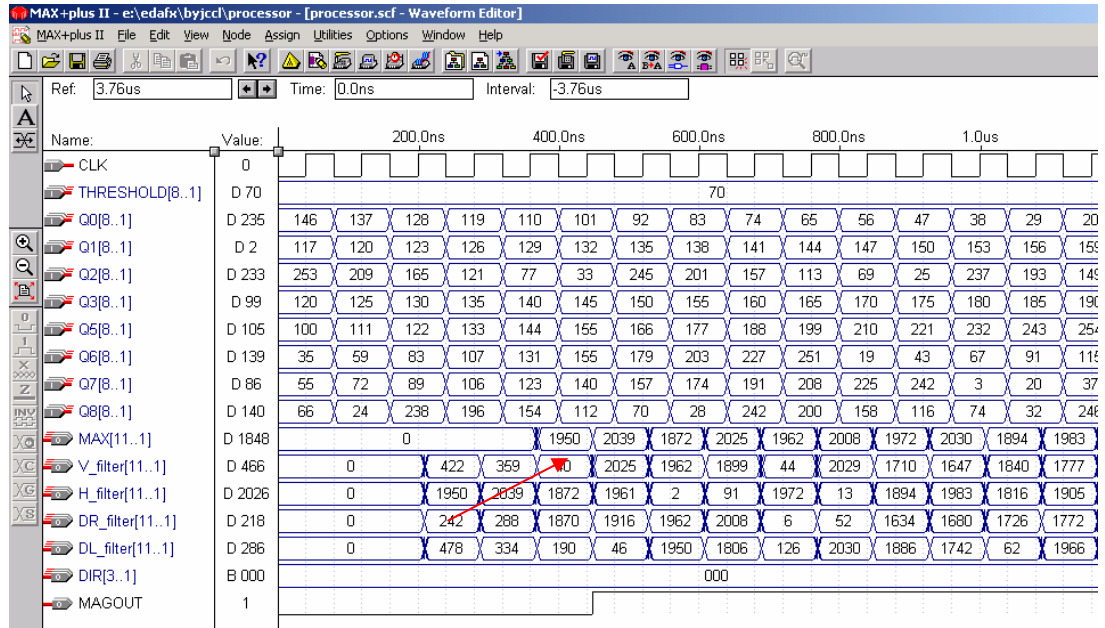 MAX+plus II - e:\edafx\byjccl\processor - [processor.scf - Waveform Editor]
MAX+plus II File Edit View Node Assign Utilities Options Window Help
Ref: 3.76us Time: 0.0ns Interval: -3.76us
Name: Value: 200.0ns 400.0ns 600.0ns 800.0ns 1.0us
CLK 0
THRESHOLD[8..1] D 70 70
Q0[8..1] D 235 146 137 128 119 110 101 92 83 74 65 56 47 38 29 20
Q1[8..1] D 2 117 120 123 126 129 132 135 138 141 144 147 150 153 156 159
Q2[8..1] D 233 253 209 165 121 77 33 245 201 157 113 69 25 237 193 149
Q3[8..1] D 99 120 125 130 135 140 145 150 155 160 165 170 175 180 185 190
Q5[8..1] D 105 100 111 122 133 144 155 166 177 188 199 210 221 232 243 254
Q6[8..1] D 139 35 59 83 107 131 155 179 203 227 251 19 43 67 91 115
Q7[8..1] D 86 55 72 89 106 123 140 157 174 191 208 225 242 3 20 37
Q8[8..1] D 140 66 24 238 196 154 112 70 28 242 200 158 116 74 32 246
MAX[11..1] D 1848 0 1950 2039 1872 2025 1962 2008 1972 2030 1894 1983
V_filter[11..1] D 466 0 422 359 2025 1962 1899 44 2029 1710 1647 1840 1777
H_filter[11..1] D 2026 0 1950 2039 1872 1961 2 91 1972 13 1894 1983 1816 1905
DR_filter[11..1] D 218 0 242 288 1870 1916 1962 2008 6 52 1634 1680 1726 1772
DL_filter[11..1] D 286 0 478 334 190 46 1950 1806 126 2030 1886 1742 62 1966
DIR[3..1] B 000 000
MAGOUT 1